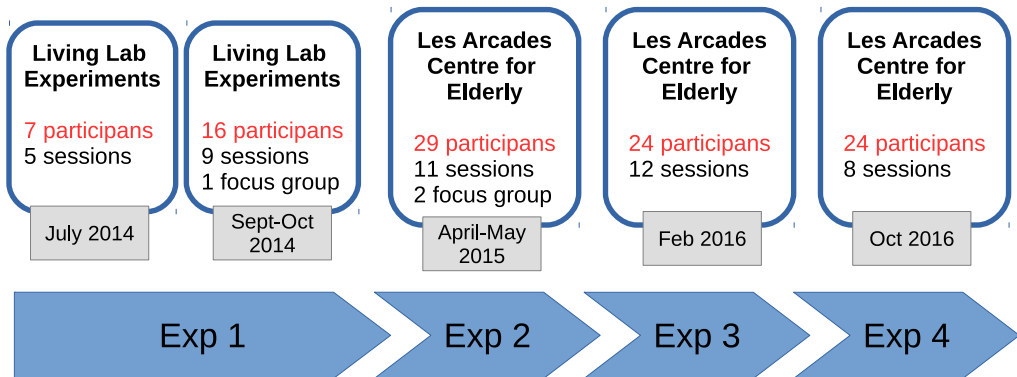 Living Lab
Experiments
7 participans
5 sessions
July 2014
Living Lab
Experiments
16 participans
9 sessions
1 focus group
Sept-Oct
2014
Les Arcades
Centre for
Elderly
29 participans
11 sessions
2 focus group
April-May
2015
Les Arcades
Centre for
Elderly
24 participans
12 sessions
Feb 2016
Les Arcades
Centre for
Elderly
24 participans
8 sessions
Oct 2016
Exp 1
Exp 2
Exp 3
Exp 4